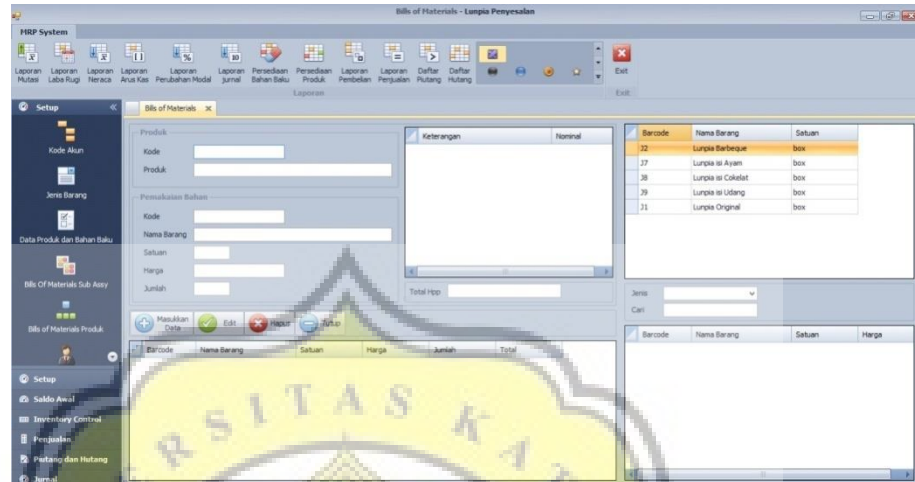 Bills of Materials - Lunpia Penyesalan
MRP System
Laporan Mutasi
Laporan Laba Rugi
Laporan Neraca
Laporan Arus Kas
Laporan Perubahan Modal
Laporan jurnal
Persediaan Bahan Baku
Persediaan Produk
Laporan Pembelian
Laporan Penjualan
Daftar Piutang
Daftar Hutang
Exit
Laporan
Exit
Setup
Kode Akun
Jenis Barang
Data Produk dan Bahan Baku
Bills Of Materials Sub Assy
Bills of Materials Produk
Setup
Saldo Awal
Inventory Control
Penjualan
Piutang dan Hutang
Jurnal
Bills of Materials
Produk
Kode
Produk
Pemakaian Bahan
Kode
Nama Barang
Satuan
Harga
Jumlah
Keterangan Nominal
Total Hpp
Masukkan Data
Edit
Hapus
Tutup
Barcode Nama Barang Satuan Harga Jumlah Total
Barcode Nama Barang Satuan
J2 Lunpia Barbeque box
J7 Lunpia isi Ayam box
J8 Lunpia isi Cokelat box
J9 Lunpia isi Udang box
J1 Lunpia Original box
Jenis
Cari
Barcode Nama Barang Satuan Harga
RSITAS KA